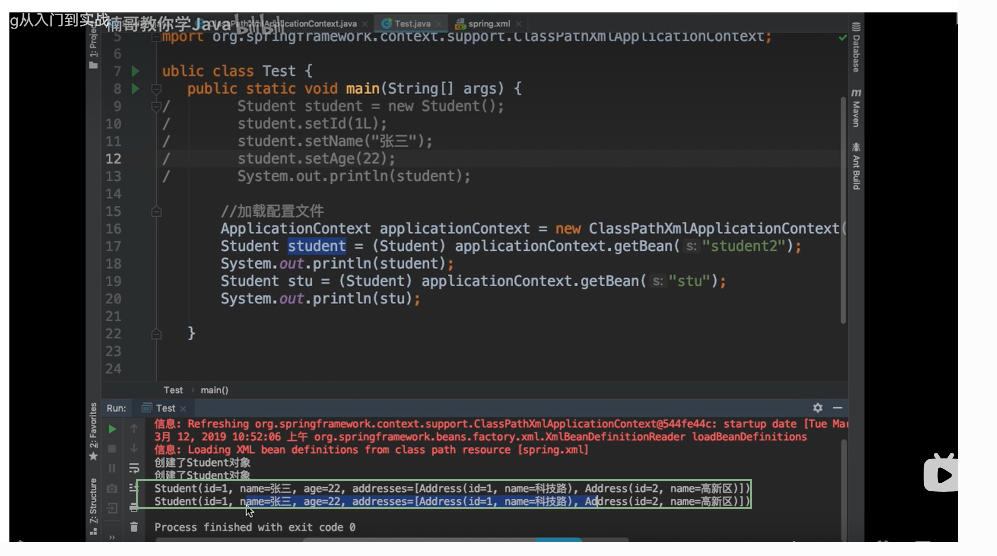 g从入门到实战
楠哥教你学Java bilibili
ClassPathXmlApplicationContext.java Test.java spring.xml
5 mport org.springframework.context.support.ClassPathXmlApplicationContext;
6
7 ublic class Test {
8 public static void main(String[] args) {
9 / Student student = new Student();
10 / student.setId(1L);
11 / student.setName("张三");
12 / student.setAge(22);
13 / System.out.println(student);
14
15 //加载配置文件
16 ApplicationContext applicationContext = new ClassPathXmlApplicationContext(
17 Student student = (Student) applicationContext.getBean( s: "student2");
18 System.out.println(student);
19 Student stu = (Student) applicationContext.getBean( s: "stu");
20 System.out.println(stu);
21
22 }
23
24
Test › main()
1: Project
Database
Maven
Ant Build
2: Favorites
Z: Structure
Run: Test
信息: Refreshing org.springframework.context.support.ClassPathXmlApplicationContext@544fe44c: startup date [Tue Mar
3月 12, 2019 10:52:06 上午 org.springframework.beans.factory.xml.XmlBeanDefinitionReader loadBeanDefinitions
信息: Loading XML bean definitions from class path resource [spring.xml]
创建了Student对象
创建了Student对象
Student(id=1, name=张三, age=22, addresses=[Address(id=1, name=科技路), Address(id=2, name=高新区)])
Student(id=1, name=张三, age=22, addresses=[Address(id=1, name=科技路), Address(id=2, name=高新区)])
Process finished with exit code 0